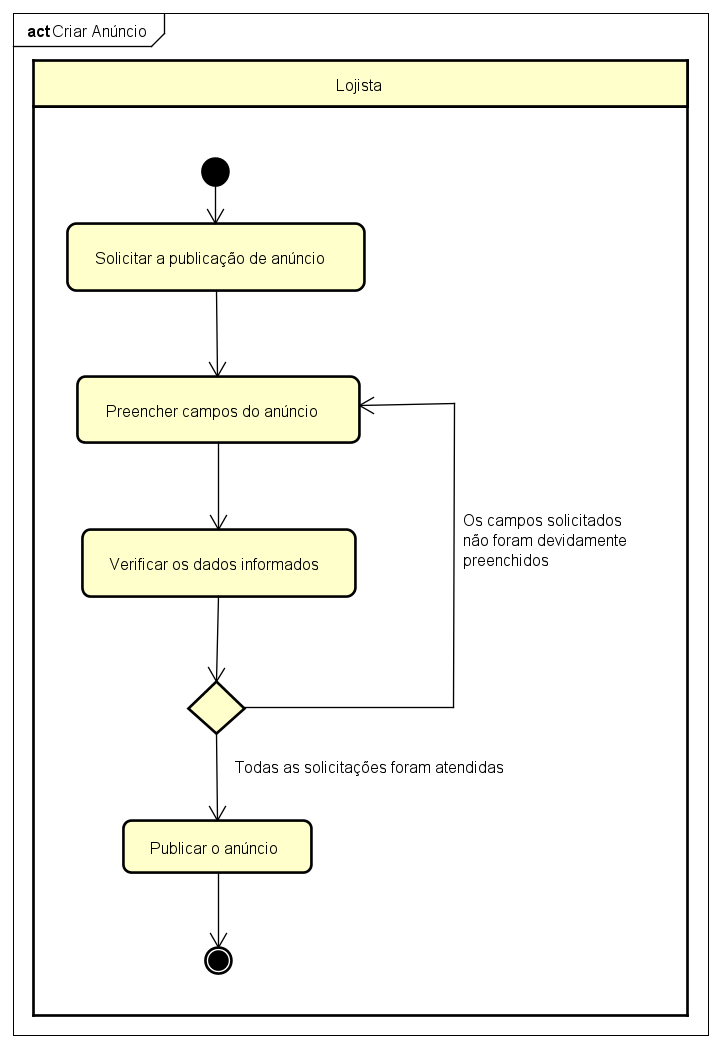 act Criar Anúncio
Lojista
Solicitar a publicação de anúncio
Preencher campos do anúncio
Os campos solicitados
não foram devidamente
preenchidos
Verificar os dados informados
Todas as solicitações foram atendidas
Publicar o anúncio